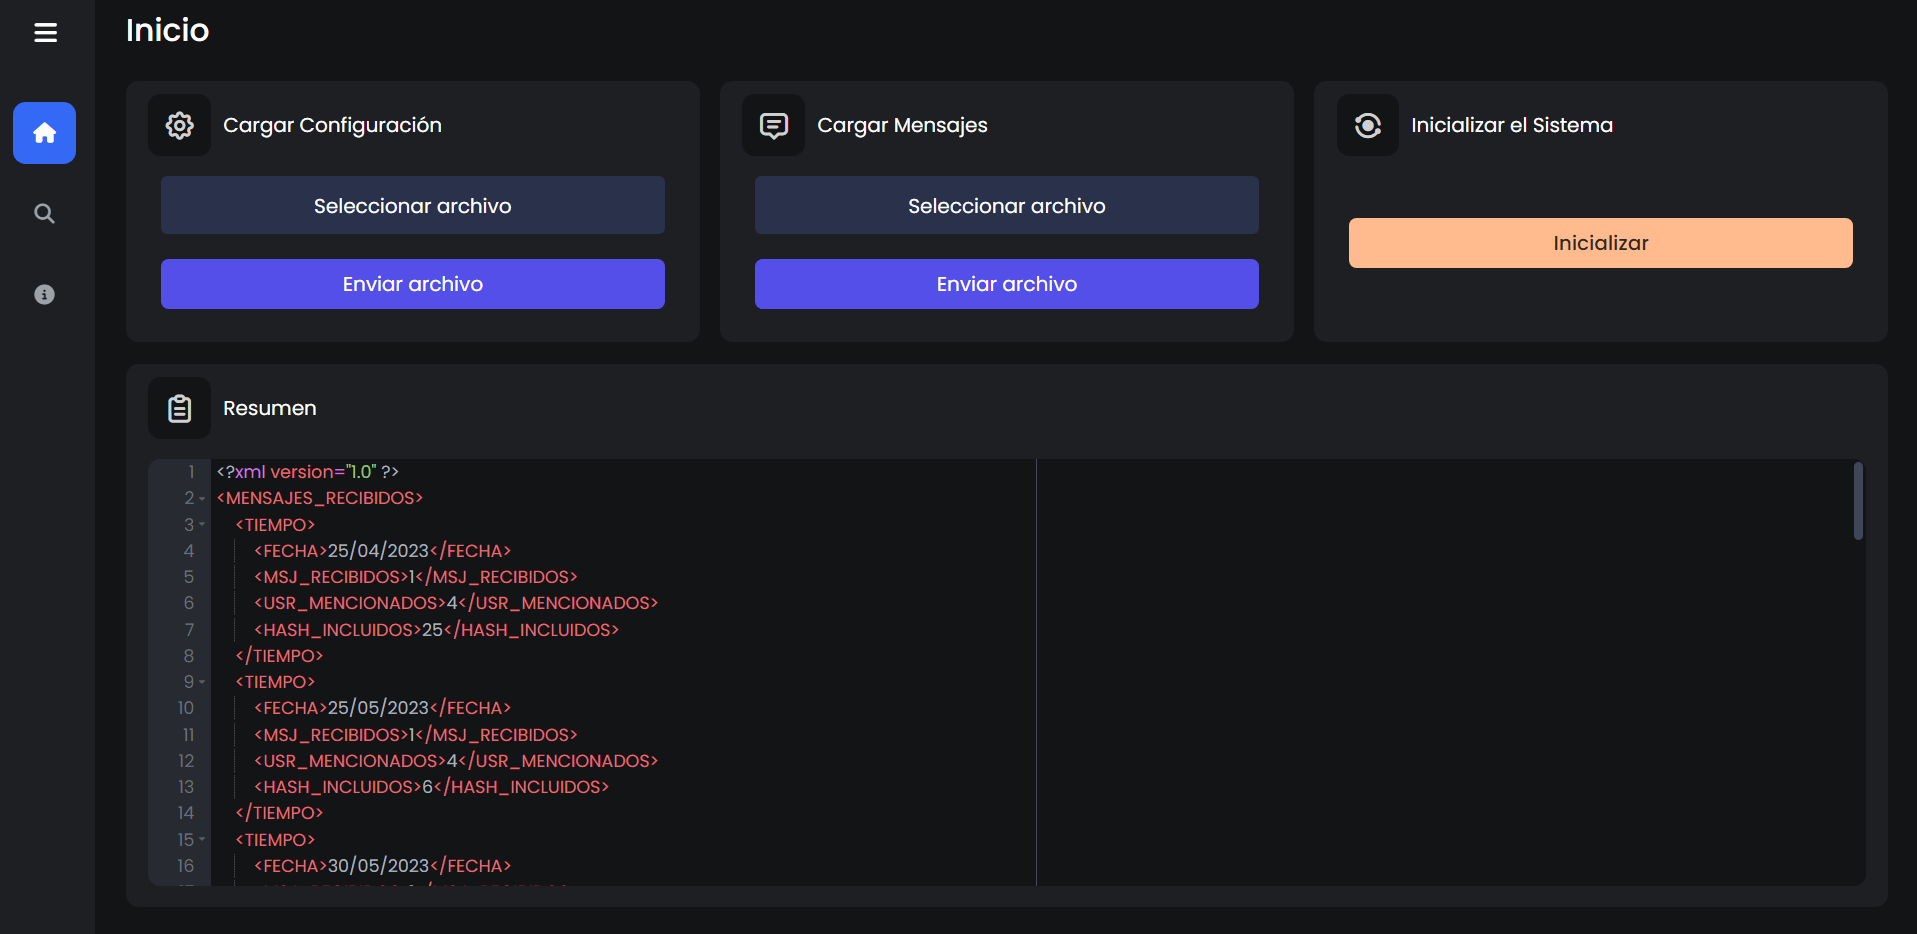 Inicio
Cargar Configuración
Seleccionar archivo
Enviar archivo
Cargar Mensajes
Seleccionar archivo
Enviar archivo
Inicializar el Sistema
Inicializar
Resumen
1 <?xml version="1.0" ?>
2 <MENSAJES_RECIBIDOS>
3 <TIEMPO>
4 <FECHA>25/04/2023</FECHA>
5 <MSJ_RECIBIDOS>1</MSJ_RECIBIDOS>
6 <USR_MENCIONADOS>4</USR_MENCIONADOS>
7 <HASH_INCLUIDOS>25</HASH_INCLUIDOS>
8 </TIEMPO>
9 <TIEMPO>
10 <FECHA>25/05/2023</FECHA>
11 <MSJ_RECIBIDOS>1</MSJ_RECIBIDOS>
12 <USR_MENCIONADOS>4</USR_MENCIONADOS>
13 <HASH_INCLUIDOS>6</HASH_INCLUIDOS>
14 </TIEMPO>
15 <TIEMPO>
16 <FECHA>30/05/2023</FECHA>